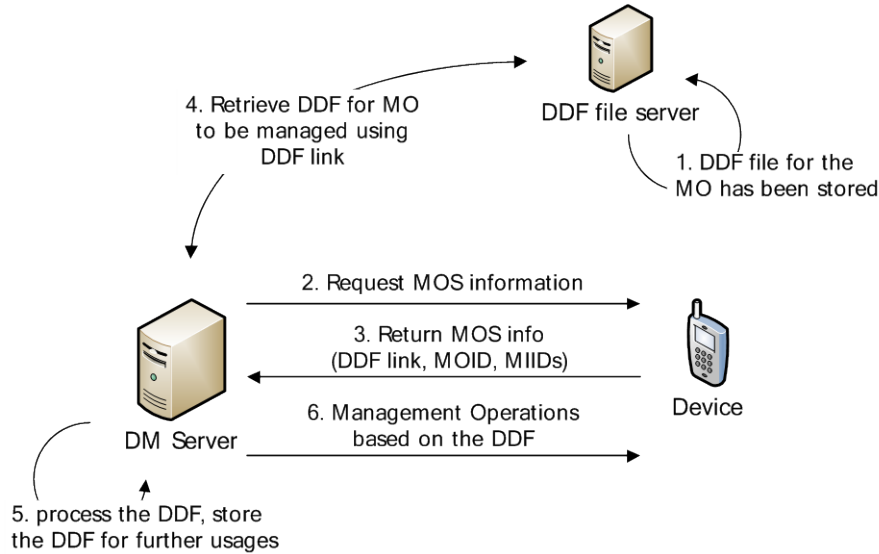 4. Retrieve DDF for MO
to be managed using
DDF link
DDF file server
1. DDF file for the
MO has been stored
2. Request MOS information
3. Return MOS info
(DDF link, MOID, MIIDs)
6. Management Operations
based on the DDF
Device
DM Server
5. process the DDF, store
the DDF for further usages